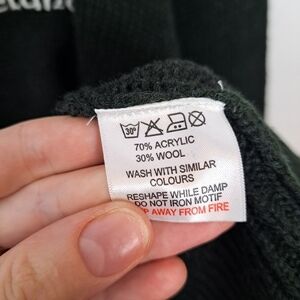 30°
70% ACRYLIC
30% WOOL
WASH WITH SIMILAR
COLOURS
RESHAPE WHILE DAMP
DO NOT IRON MOTIF
KEEP AWAY FROM FIRE